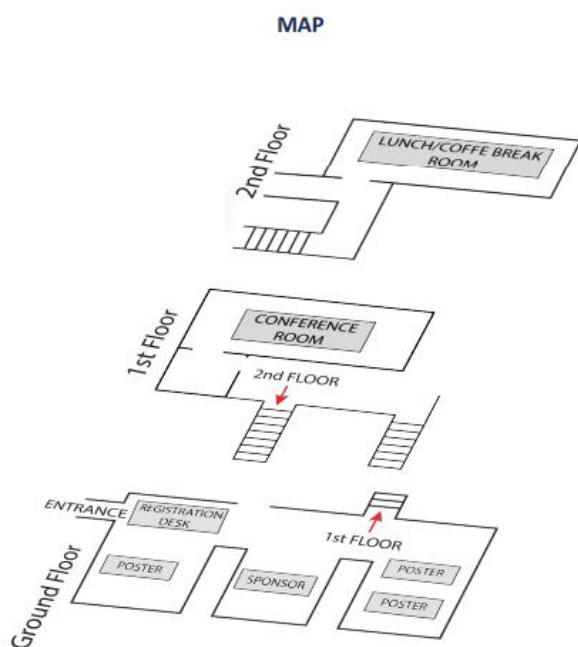 MAP
2nd Floor
LUNCH/COFFE BREAK
ROOM
1st Floor
CONFERENCE
ROOM
2nd FLOOR
Ground Floor
ENTRANCE
REGISTRATION
DESK
1st FLOOR
POSTER
SPONSOR
POSTER
POSTER